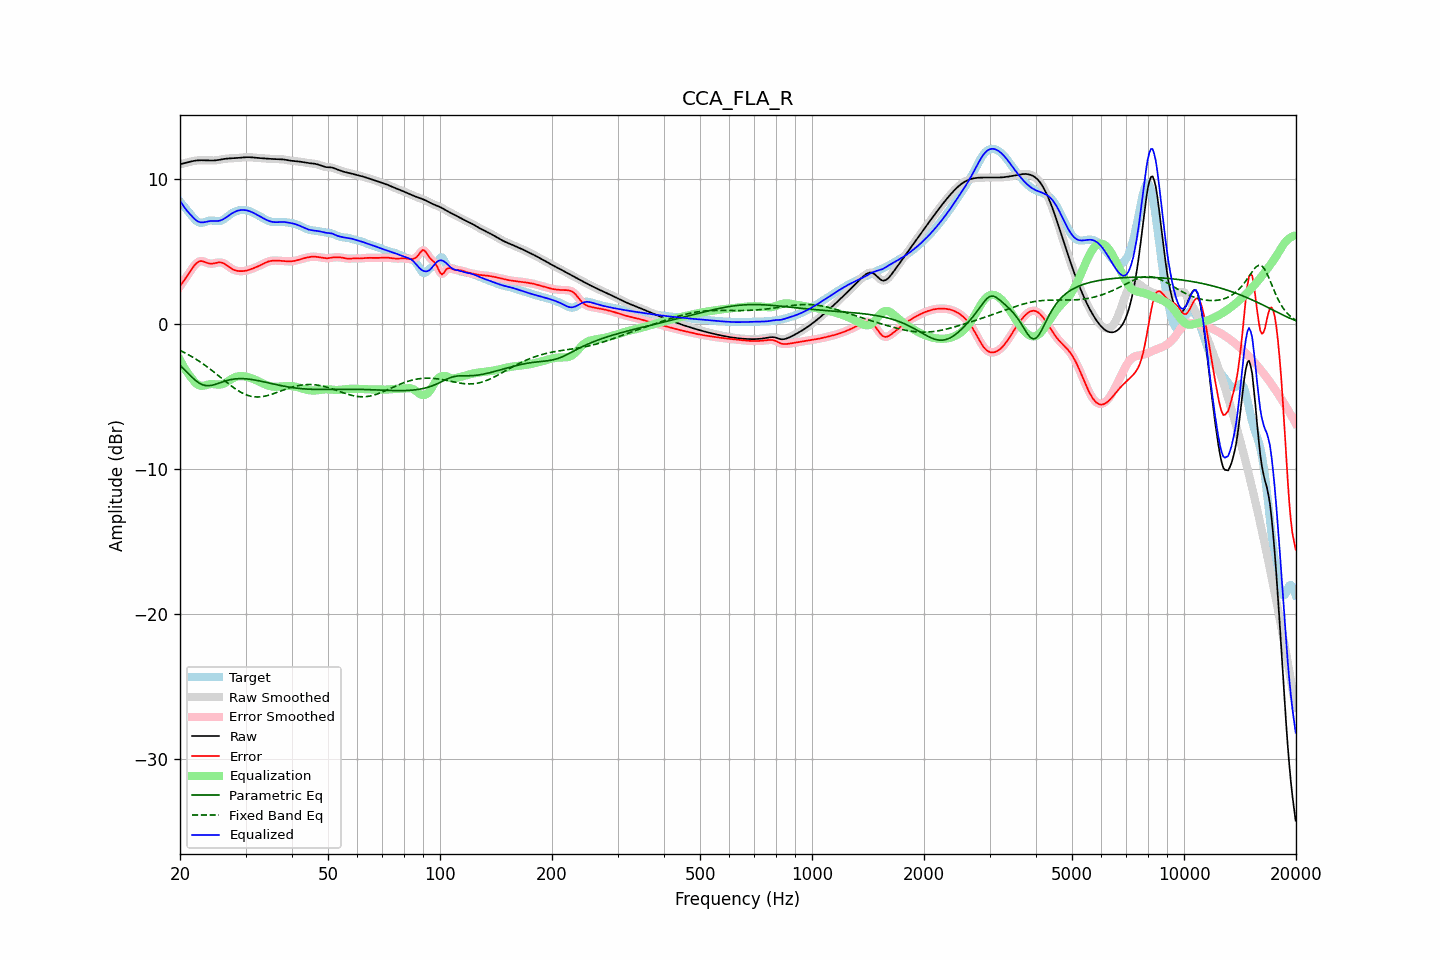 CCA_FLA_R
10
0
−10
−20
−30
Amplitude (dBr)
Target
Raw Smoothed
Error Smoothed
Raw
Error
Equalization
Parametric Eq
Fixed Band Eq
Equalized
20 50 100 200 500 1000 2000 5000 10000 20000
Frequency (Hz)